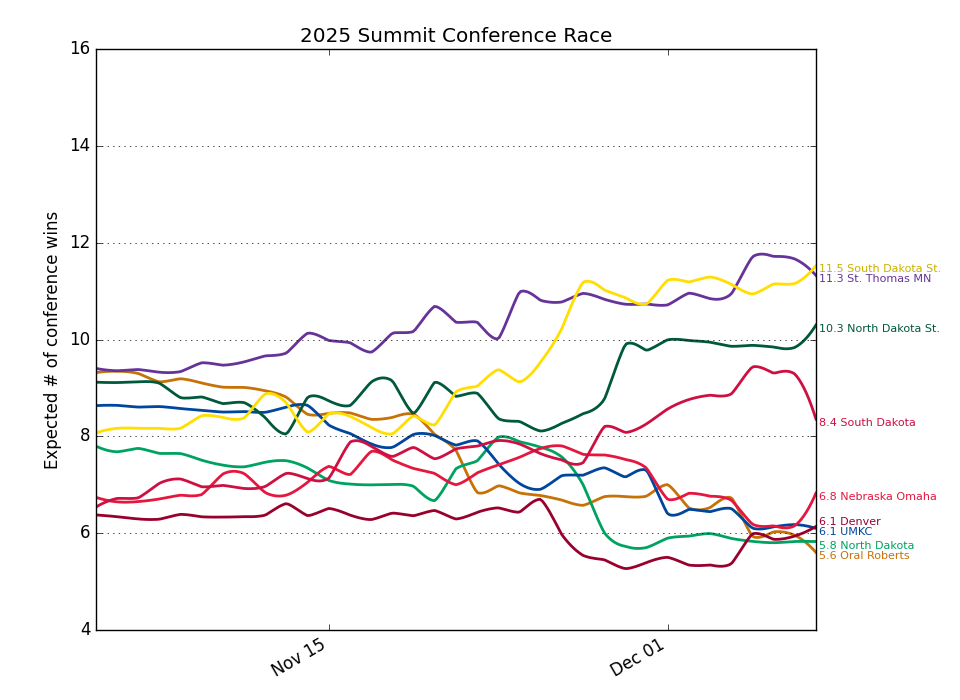 2025 Summit Conference Race
Expected # of conference wins
16
14
12
10
8
6
4
Nov 15
Dec 01
11.5 South Dakota St.
11.3 St. Thomas MN
10.3 North Dakota St.
8.4 South Dakota
6.8 Nebraska Omaha
6.1 Denver
6.1 UMKC
5.8 North Dakota
5.6 Oral Roberts